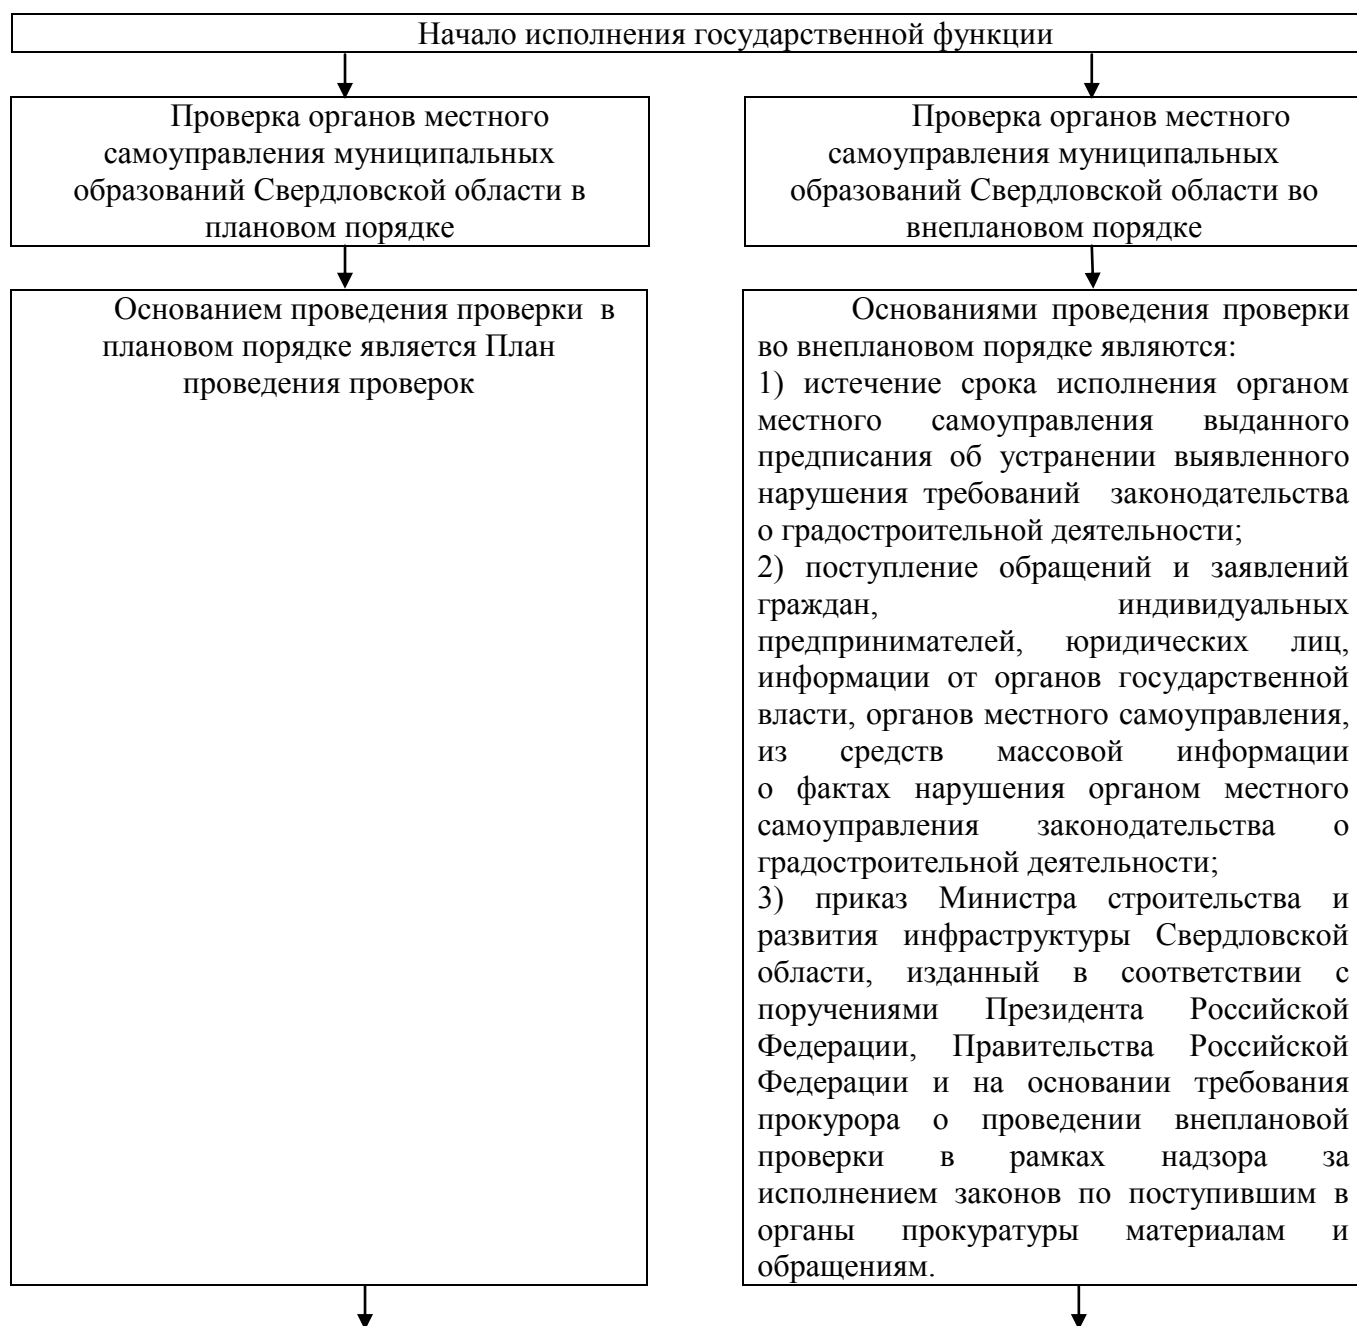 Начало исполнения государственной функции
Проверка органов местного
самоуправления муниципальных
образований Свердловской области в
плановом порядке
Проверка органов местного
самоуправления муниципальных
образований Свердловской области во
внеплановом порядке
Основанием проведения проверки в
плановом порядке является План
проведения проверок
Основаниями проведения проверки
во внеплановом порядке являются:
1) истечение срока исполнения органом
местного самоуправления выданного
предписания об устранении выявленного
нарушения требований законодательства
о градостроительной деятельности;
2) поступление обращений и заявлений
граждан, индивидуальных
предпринимателей, юридических лиц,
информации от органов государственной
власти, органов местного самоуправления,
из средств массовой информации
о фактах нарушения органом местного
самоуправления законодательства о
градостроительной деятельности;
3) приказ Министра строительства и
развития инфраструктуры Свердловской
области, изданный в соответствии с
поручениями Президента Российской
Федерации, Правительства Российской
Федерации и на основании требования
прокурора о проведении внеплановой
проверки в рамках надзора за
исполнением законов по поступившим в
органы прокуратуры материалам и
обращениям.